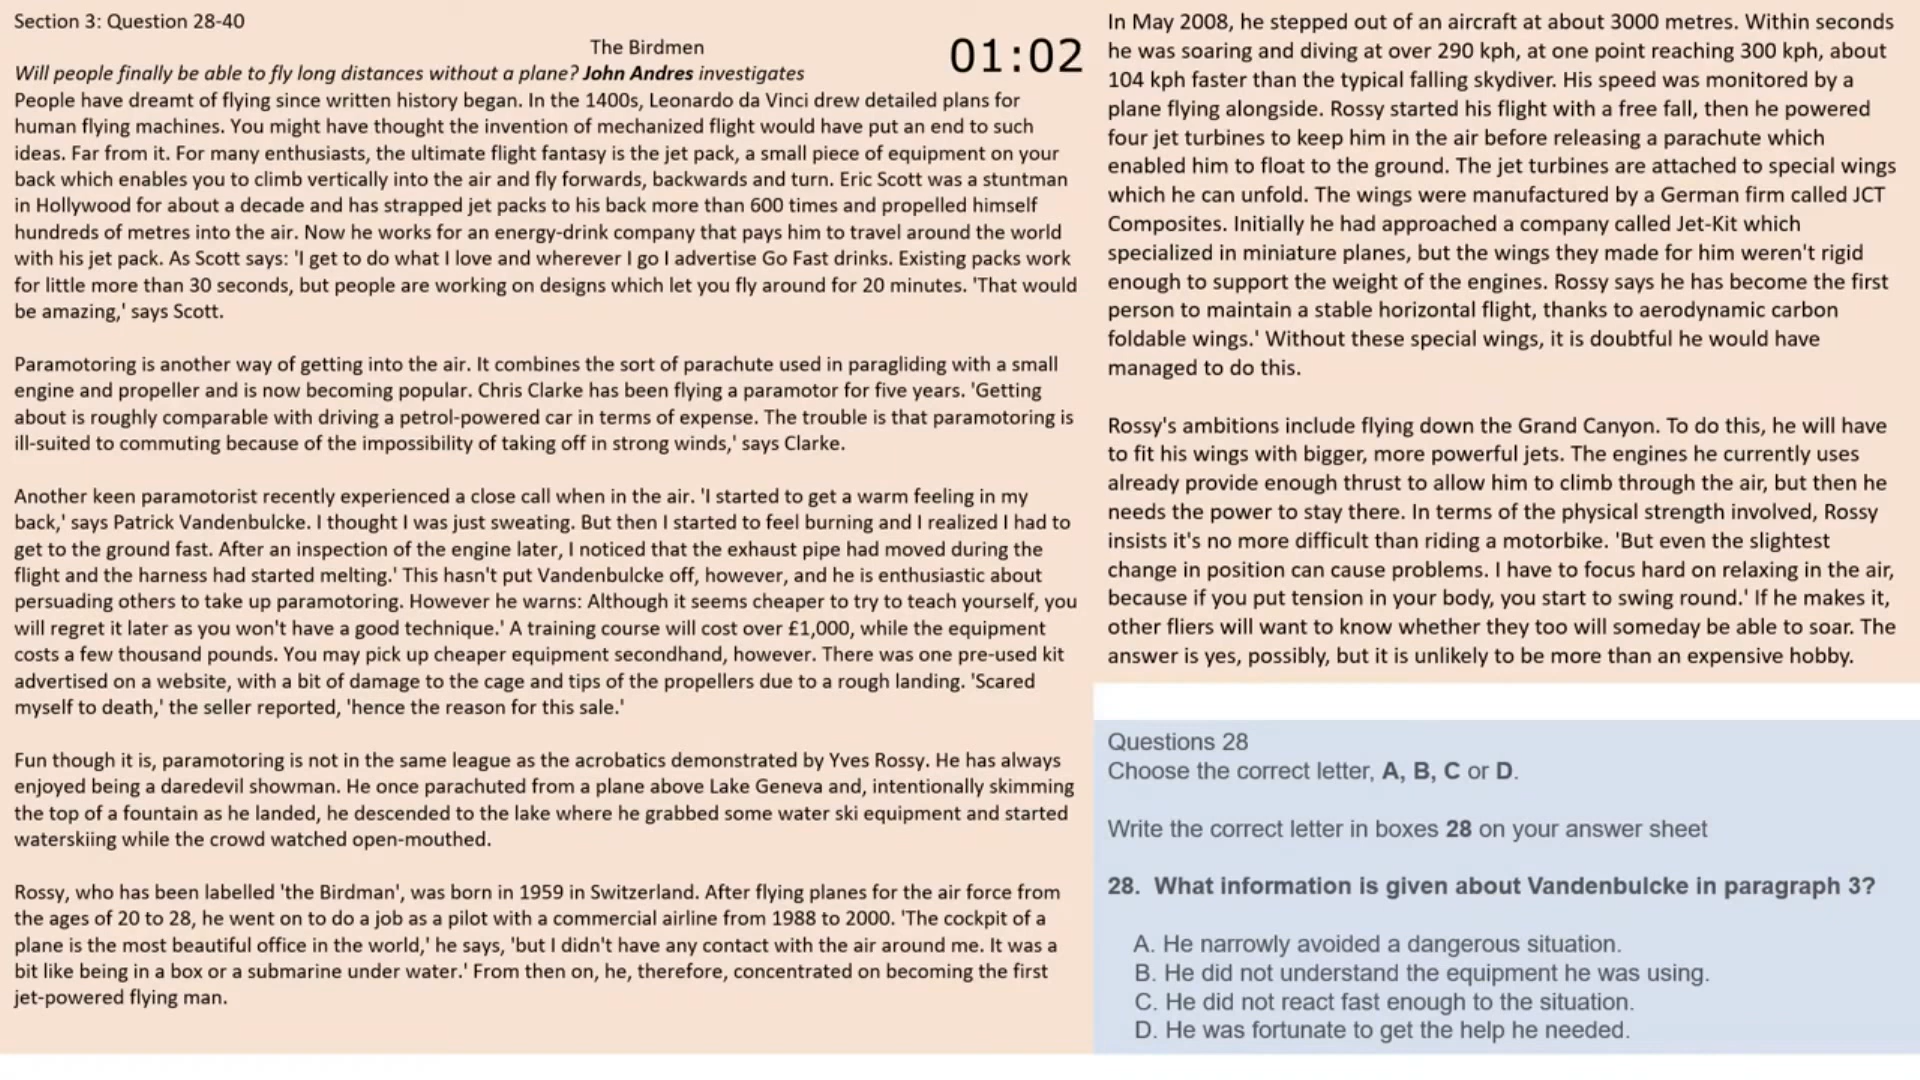 Section 3: Question 28-40
The Birdmen
01:02
Will people finally be able to fly long distances without a plane? John Andres investigates
People have dreamt of flying since written history began. In the 1400s, Leonardo da Vinci drew detailed plans for
human flying machines. You might have thought the invention of mechanized flight would have put an end to such
ideas. Far from it. For many enthusiasts, the ultimate flight fantasy is the jet pack, a small piece of equipment on your
back which enables you to climb vertically into the air and fly forwards, backwards and turn. Eric Scott was a stuntman
in Hollywood for about a decade and has strapped jet packs to his back more than 600 times and propelled himself
hundreds of metres into the air. Now he works for an energy-drink company that pays him to travel around the world
with his jet pack. As Scott says: 'I get to do what I love and wherever I go I advertise Go Fast drinks. Existing packs work
for little more than 30 seconds, but people are working on designs which let you fly around for 20 minutes. 'That would
be amazing,' says Scott.
Paramotoring is another way of getting into the air. It combines the sort of parachute used in paragliding with a small
engine and propeller and is now becoming popular. Chris Clarke has been flying a paramotor for five years. 'Getting
about is roughly comparable with driving a petrol-powered car in terms of expense. The trouble is that paramotoring is
ill-suited to commuting because of the impossibility of taking off in strong winds,' says Clarke.
Another keen paramotorist recently experienced a close call when in the air. 'I started to get a warm feeling in my
back,' says Patrick Vandenbulcke. I thought I was just sweating. But then I started to feel burning and I realized I had to
get to the ground fast. After an inspection of the engine later, I noticed that the exhaust pipe had moved during the
flight and the harness had started melting.' This hasn't put Vandenbulcke off, however, and he is enthusiastic about
persuading others to take up paramotoring. However he warns: Although it seems cheaper to try to teach yourself, you
will regret it later as you won't have a good technique.' A training course will cost over £1,000, while the equipment
costs a few thousand pounds. You may pick up cheaper equipment secondhand, however. There was one pre-used kit
advertised on a website, with a bit of damage to the cage and tips of the propellers due to a rough landing. 'Scared
myself to death,' the seller reported, 'hence the reason for this sale.'
Fun though it is, paramotoring is not in the same league as the acrobatics demonstrated by Yves Rossy. He has always
enjoyed being a daredevil showman. He once parachuted from a plane above Lake Geneva and, intentionally skimming
the top of a fountain as he landed, he descended to the lake where he grabbed some water ski equipment and started
waterskiing while the crowd watched open-mouthed.
Rossy, who has been labelled 'the Birdman', was born in 1959 in Switzerland. After flying planes for the air force from
the ages of 20 to 28, he went on to do a job as a pilot with a commercial airline from 1988 to 2000. 'The cockpit of a
plane is the most beautiful office in the world,' he says, 'but I didn't have any contact with the air around me. It was a
bit like being in a box or a submarine under water.' From then on, he, therefore, concentrated on becoming the first
jet-powered flying man.
In May 2008, he stepped out of an aircraft at about 3000 metres. Within seconds
he was soaring and diving at over 290 kph, at one point reaching 300 kph, about
104 kph faster than the typical falling skydiver. His speed was monitored by a
plane flying alongside. Rossy started his flight with a free fall, then he powered
four jet turbines to keep him in the air before releasing a parachute which
enabled him to float to the ground. The jet turbines are attached to special wings
which he can unfold. The wings were manufactured by a German firm called JCT
Composites. Initially he had approached a company called Jet-Kit which
specialized in miniature planes, but the wings they made for him weren't rigid
enough to support the weight of the engines. Rossy says he has become the first
person to maintain a stable horizontal flight, thanks to aerodynamic carbon
foldable wings.' Without these special wings, it is doubtful he would have
managed to do this.
Rossy's ambitions include flying down the Grand Canyon. To do this, he will have
to fit his wings with bigger, more powerful jets. The engines he currently uses
already provide enough thrust to allow him to climb through the air, but then he
needs the power to stay there. In terms of the physical strength involved, Rossy
insists it's no more difficult than riding a motorbike. 'But even the slightest
change in position can cause problems. I have to focus hard on relaxing in the air,
because if you put tension in your body, you start to swing round.' If he makes it,
other fliers will want to know whether they too will someday be able to soar. The
answer is yes, possibly, but it is unlikely to be more than an expensive hobby.
Questions 28
Choose the correct letter, A, B, C or D.
Write the correct letter in boxes 28 on your answer sheet
28. What information is given about Vandenbulcke in paragraph 3?
A. He narrowly avoided a dangerous situation.
B. He did not understand the equipment he was using.
C. He did not react fast enough to the situation.
D. He was fortunate to get the help he needed.